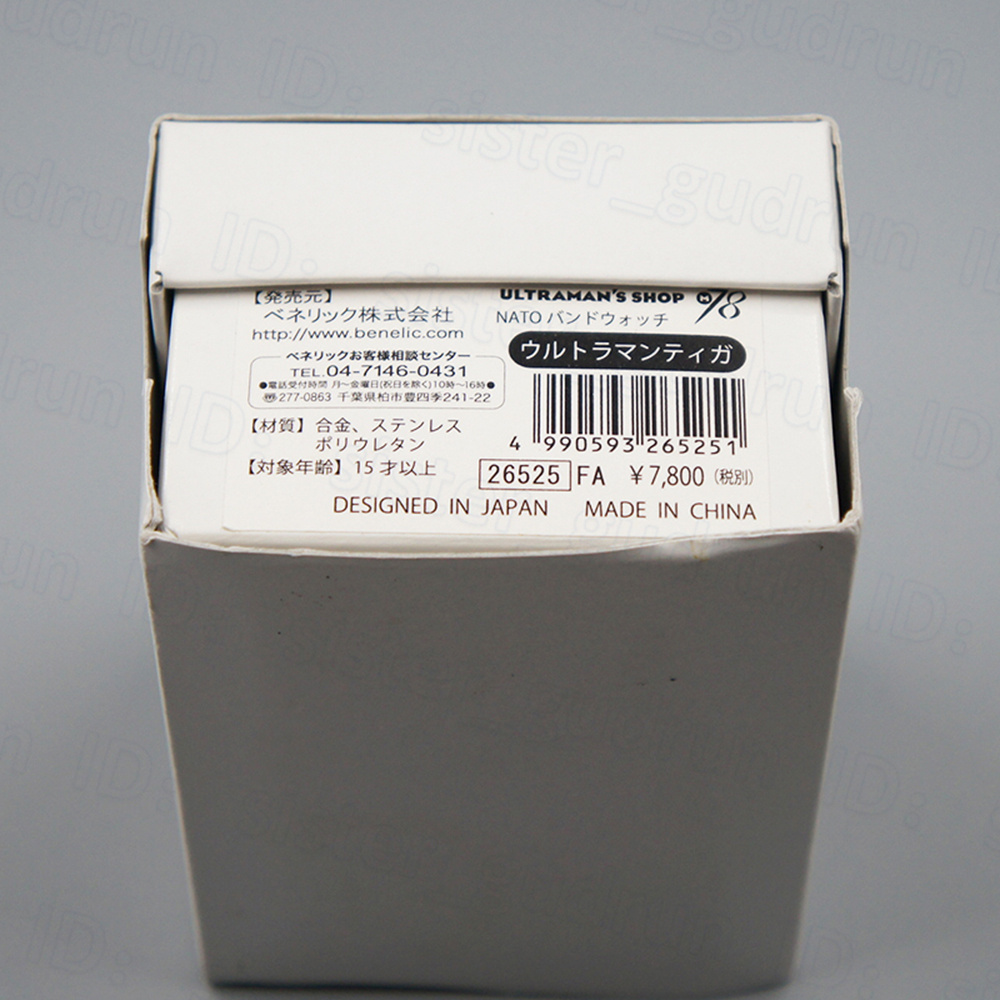 【発売元】
ベネリック株式会社
http://www.benelic.com
ベネリックお客様相談センター
TEL.04-7146-0431
●電話受付時間 月〜金曜日(祝日を除く)10時〜16時●
〠277-0863 千葉県柏市豊四季241-22
【材質】合金、ステンレス
ポリウレタン
【対象年齢】15才以上
ULTRAMAN'S SHOP M78
NATO バンドウォッチ
ウルトラマンティガ
4 990593 265251
26525 FA ¥7,800(税別)
DESIGNED IN JAPAN MADE IN CHINA
ID: sister_gudrun